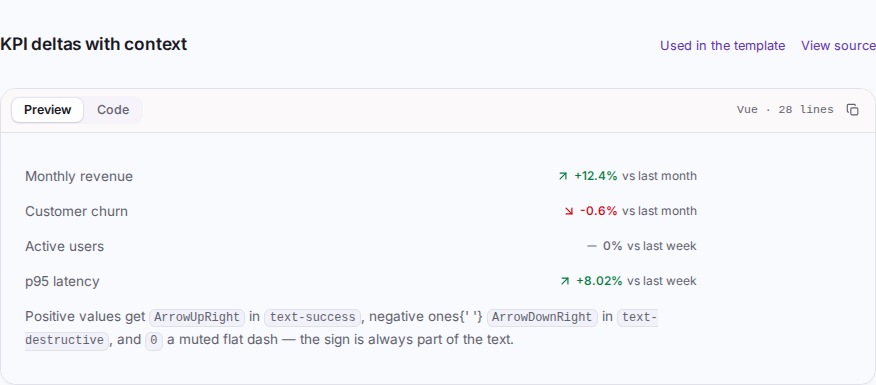 KPI deltas with context
Used in the template View source
Preview Code
Vue · 28 lines
Monthly revenue +12.4% vs last month
Customer churn -0.6% vs last month
Active users — 0% vs last week
p95 latency +8.02% vs last week
Positive values get ArrowUpRight in text-success, negative ones{' '} ArrowDownRight in text-
destructive, and 0 a muted flat dash — the sign is always part of the text.